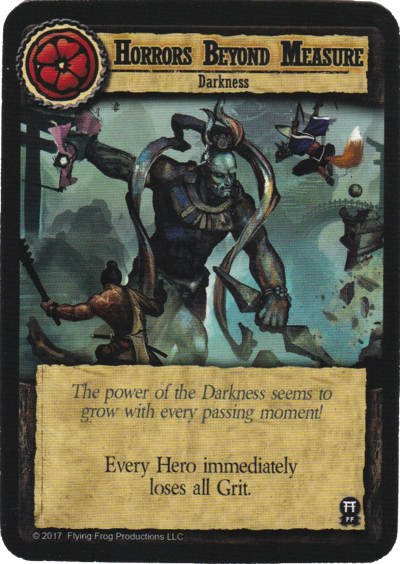 Horrors Beyond Measure
Darkness
The power of the Darkness seems to
grow with every passing moment!
Every Hero immediately
loses all Grit.
FF
© 2017 Flying Frog Productions LLC